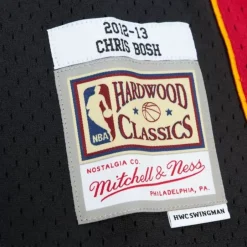 2012-13
CHRIS BOSH
HARDWOOD
NBA
CLASSICS
NOSTALGIA CO.
Mitchell & Ness
PHILADELPHIA, PA.
HWC SWINGMAN